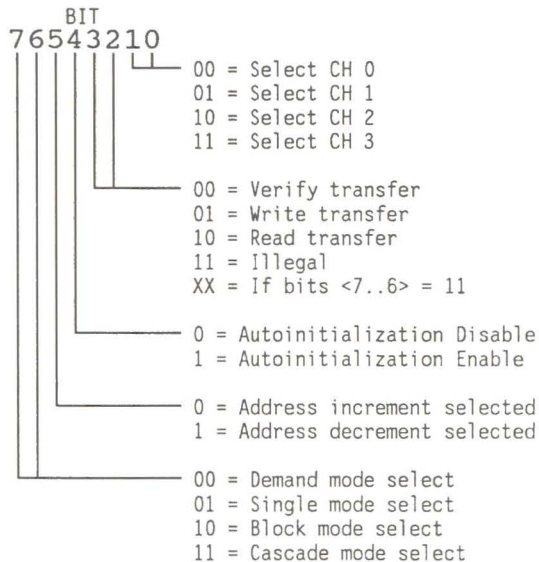 BIT
76543210
00 = Select CH 0
01 = Select CH 1
10 = Select CH 2
11 = Select CH 3
00 = Verify transfer
01 = Write transfer
10 = Read transfer
11 = Illegal
XX = If bits <7..6> = 11
0 = Autoinitialization Disable
1 = Autoinitialization Enable
0 = Address increment selected
1 = Address decrement selected
00 = Demand mode select
01 = Single mode select
10 = Block mode select
11 = Cascade mode select